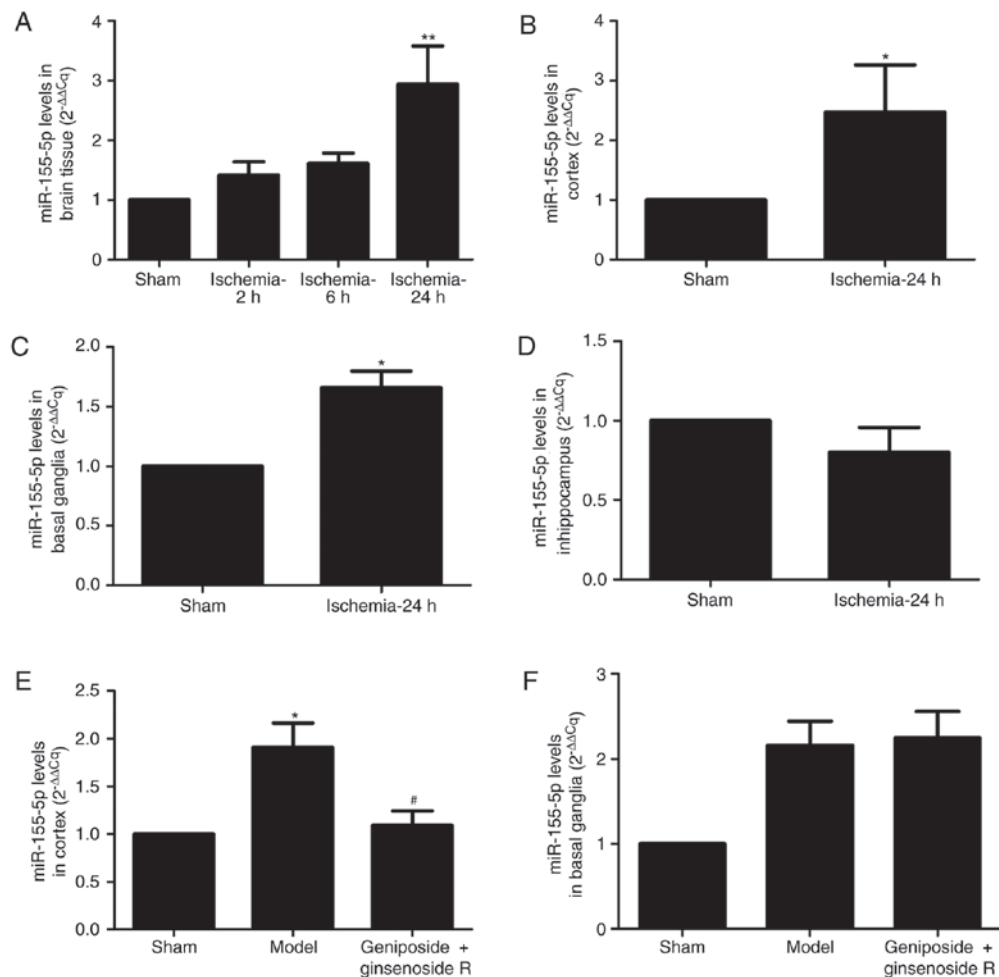 A
miR-155-5p levels in
brain tissue (2-ΔΔCq)
4
3
2
1
0
**
Sham
Ischemia-
2 h
Ischemia-
6 h
Ischemia-
24 h
B
miR-155-5p levels in
cortex (2-ΔΔCq)
4
3
2
1
0
*
Sham
Ischemia-24 h
C
miR-155-5p levels in
basal ganglia (2-ΔΔCq)
2.0
1.5
1.0
0.5
0.0
*
Sham
Ischemia-24 h
D
miR-155-5p levels in
inhippocampus (2-ΔΔCq)
1.5
1.0
0.5
0.0
Sham
Ischemia-24 h
E
miR-155-5p levels
in cortex (2-ΔΔCq)
2.5
2.0
1.5
1.0
0.5
0.0
*
#
Sham
Model
Geniposide +
ginsenoside R
F
miR-155-5p levels
in basal ganglia (2-ΔΔCq)
3
2
1
0
Sham
Model
Geniposide +
ginsenoside R